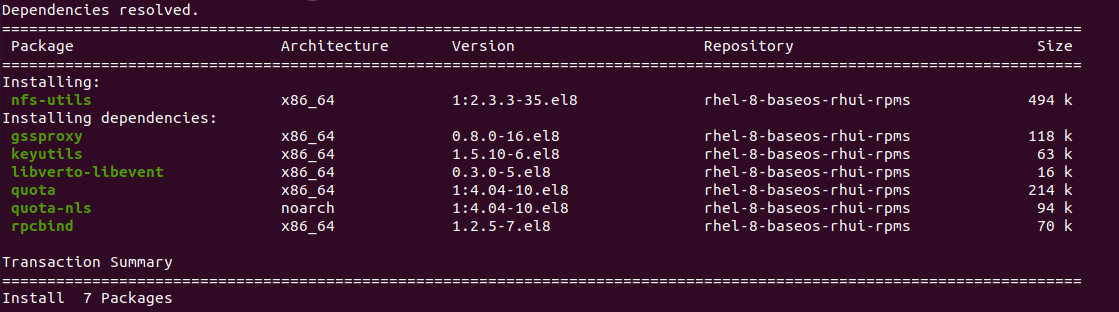 Dependencies resolved.
================================================================================================================________
Package Architecture Version Repository Size
================================================================================================================________
Installing:
nfs-utils x86_64 1:2.3.3-35.el8 rhel-8-baseos-rhui-rpms 494 k
Installing dependencies:
gssproxy x86_64 0.8.0-16.el8 rhel-8-baseos-rhui-rpms 118 k
keyutils x86_64 1.5.10-6.el8 rhel-8-baseos-rhui-rpms 63 k
libverto-libevent x86_64 0.3.0-5.el8 rhel-8-baseos-rhui-rpms 16 k
quota x86_64 1:4.04-10.el8 rhel-8-baseos-rhui-rpms 214 k
quota-nls noarch 1:4.04-10.el8 rhel-8-baseos-rhui-rpms 94 k
rpcbind x86_64 1.2.5-7.el8 rhel-8-baseos-rhui-rpms 70 k
Transaction Summary
================================================================================================================________
Install 7 Packages